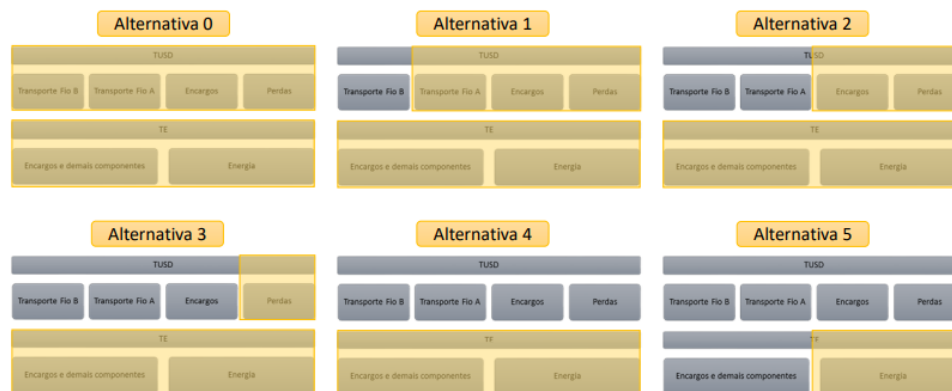 Alternativa 0
TUSD
Transporte Fio B Transporte Fio A Encargos Perdas
TE
Encargos e demais componentes Energia
Alternativa 1
TUSD
Transporte Fio B Transporte Fio A Encargos Perdas
TE
Encargos e demais componentes Energia
Alternativa 2
TUSD
Transporte Fio B Transporte Fio A Encargos Perdas
TE
Encargos e demais componentes Energia
Alternativa 3
TUSD
Transporte Fio B Transporte Fio A Encargos Perdas
TE
Encargos e demais componentes Energia
Alternativa 4
TUSD
Transporte Fio B Transporte Fio A Encargos Perdas
TE
Encargos e demais componentes Energia
Alternativa 5
TUSD
Transporte Fio B Transporte Fio A Encargos Perdas
TE
Encargos e demais componentes Energia